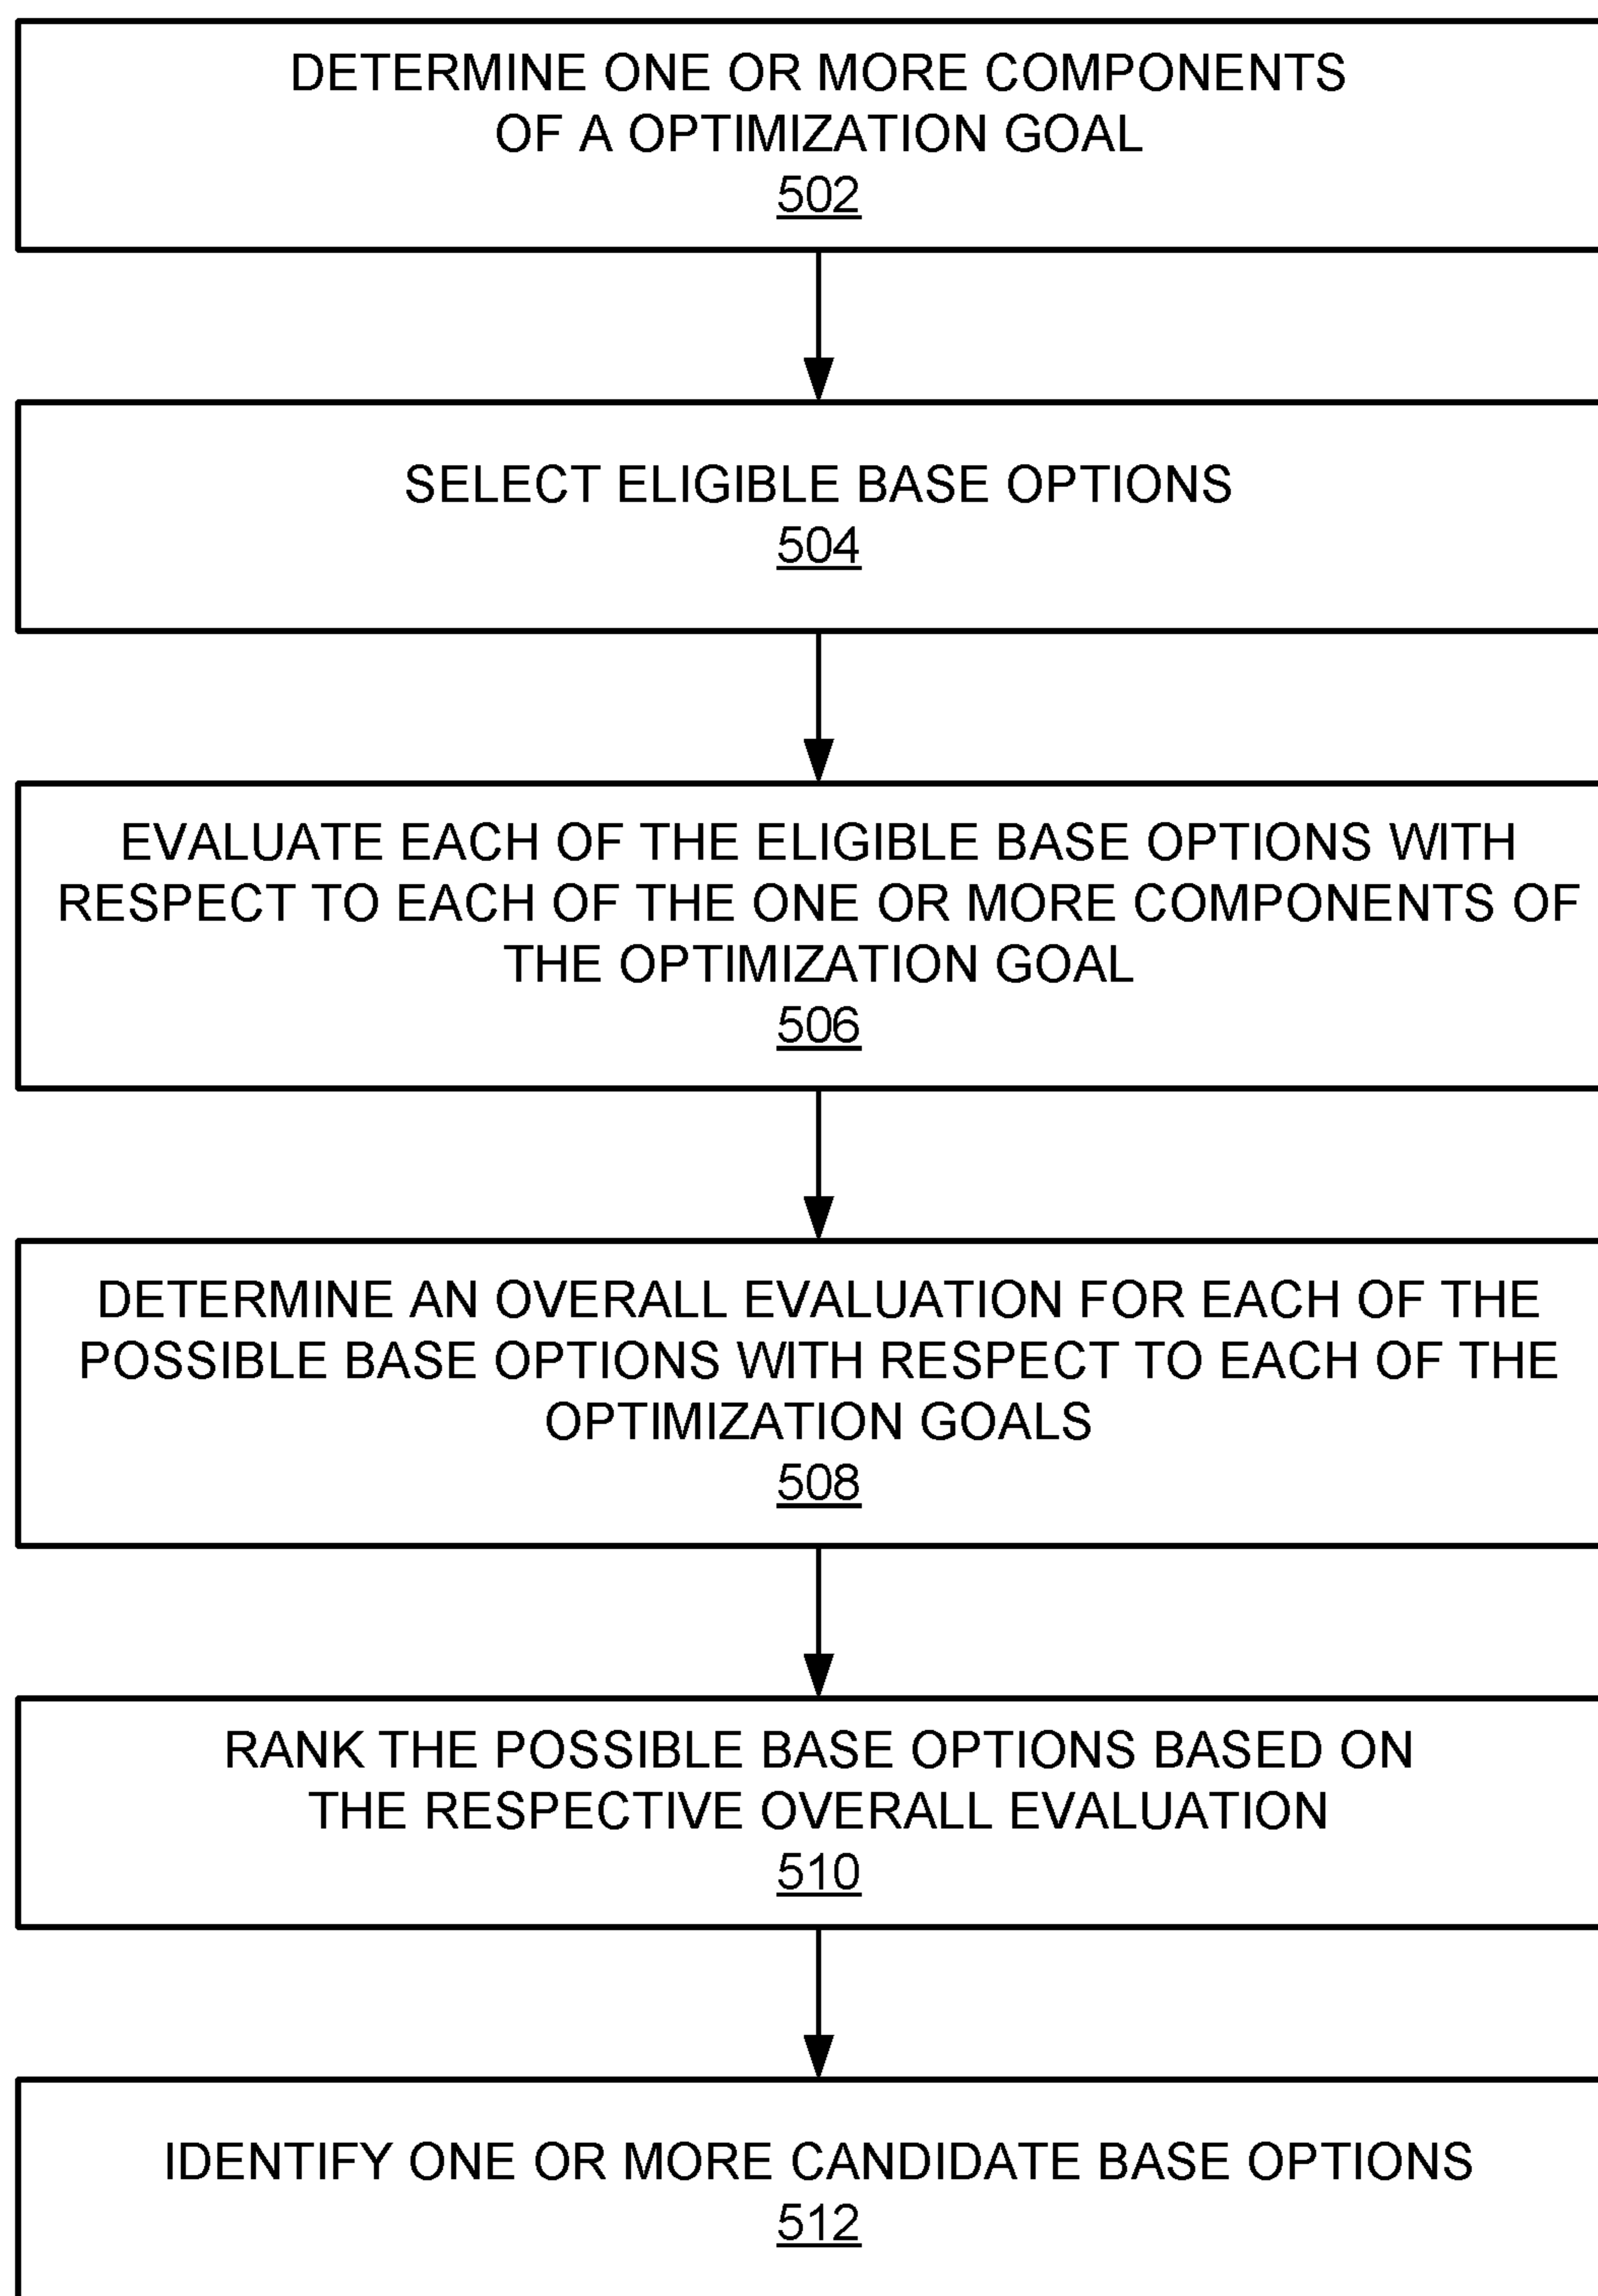 DETERMINE ONE OR MORE COMPONENTS
OF A OPTIMIZATION GOAL
502
SELECT ELIGIBLE BASE OPTIONS
504
EVALUATE EACH OF THE ELIGIBLE BASE OPTIONS WITH
RESPECT TO EACH OF THE ONE OR MORE COMPONENTS OF
THE OPTIMIZATION GOAL
506
DETERMINE AN OVERALL EVALUATION FOR EACH OF THE
POSSIBLE BASE OPTIONS WITH RESPECT TO EACH OF THE
OPTIMIZATION GOALS
508
RANK THE POSSIBLE BASE OPTIONS BASED ON
THE RESPECTIVE OVERALL EVALUATION
510
IDENTIFY ONE OR MORE CANDIDATE BASE OPTIONS
512